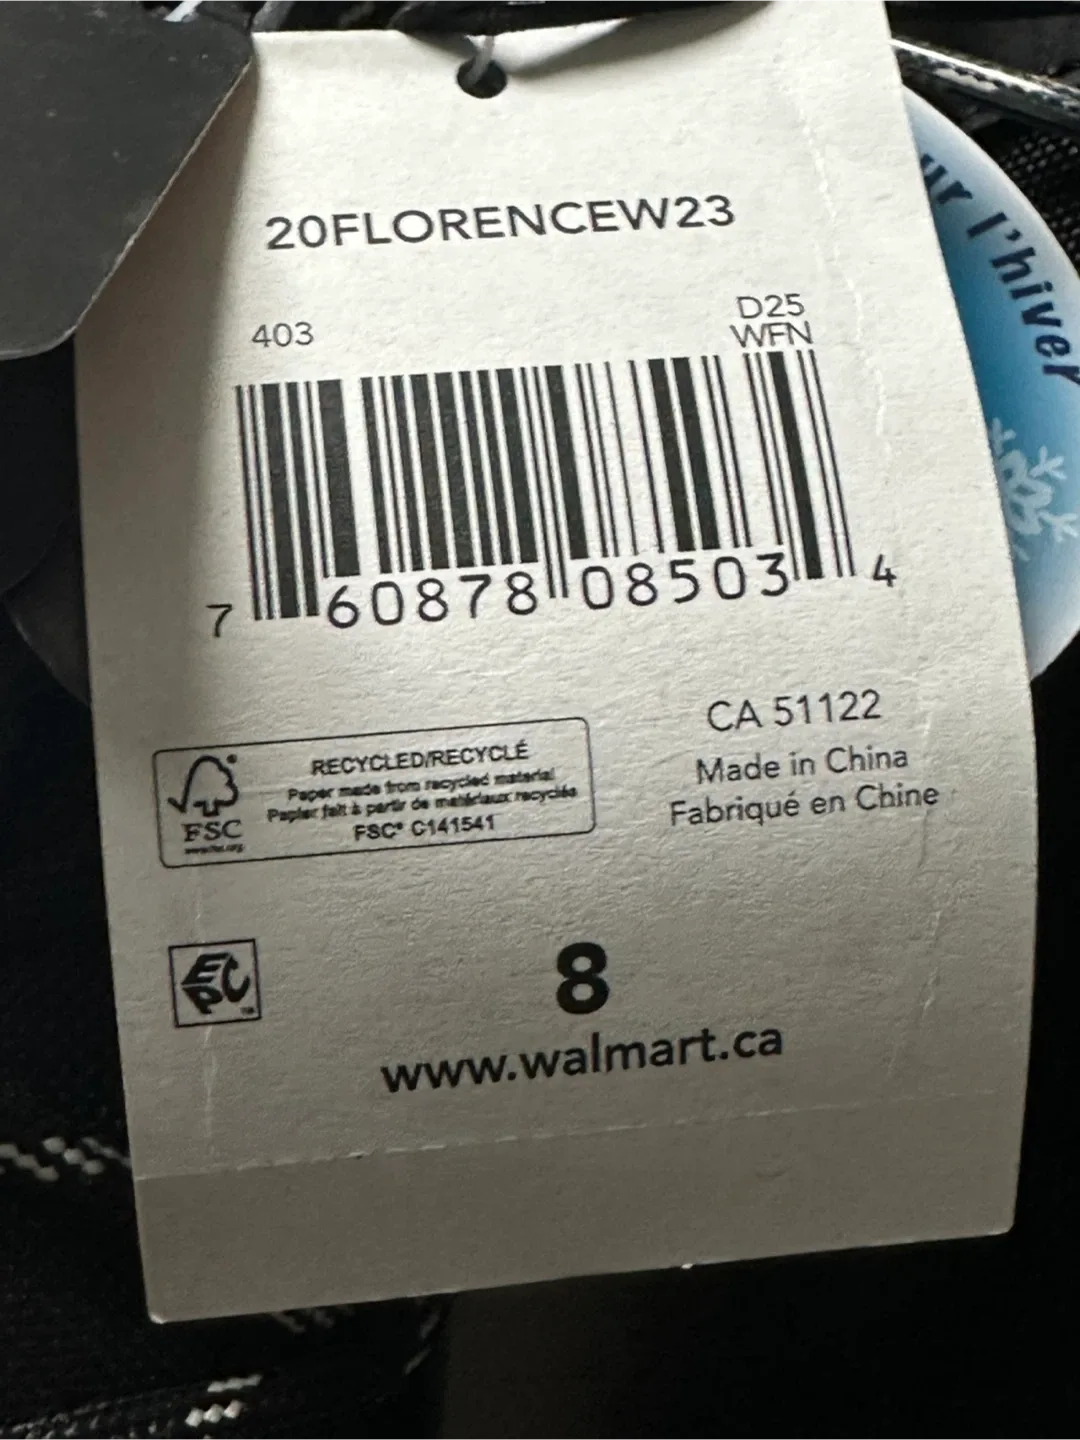 20FLORENCEW23
403
D25
WFN
7 60878 08503 4
CA 51122
Made in China
Fabriqué en Chine
RECYCLED/RECYCLÉ
Paper made from recycled material
Papier fait à partir de matériaux recyclés
FSC® C141541
FSC
EPC
8
www.walmart.ca
l'hiver